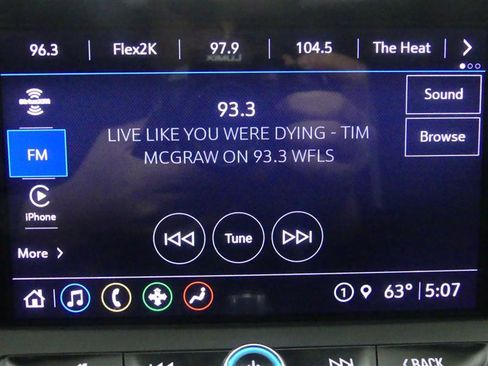 96.3
Flex2K
97.9
104.5
The Heat
SiriusXM
93.3
Sound
LIVE LIKE YOU WERE DYING - TIM
MCGRAW ON 93.3 WFLS
Browse
FM
iPhone
More
Tune
1
63° 5:07
BACK